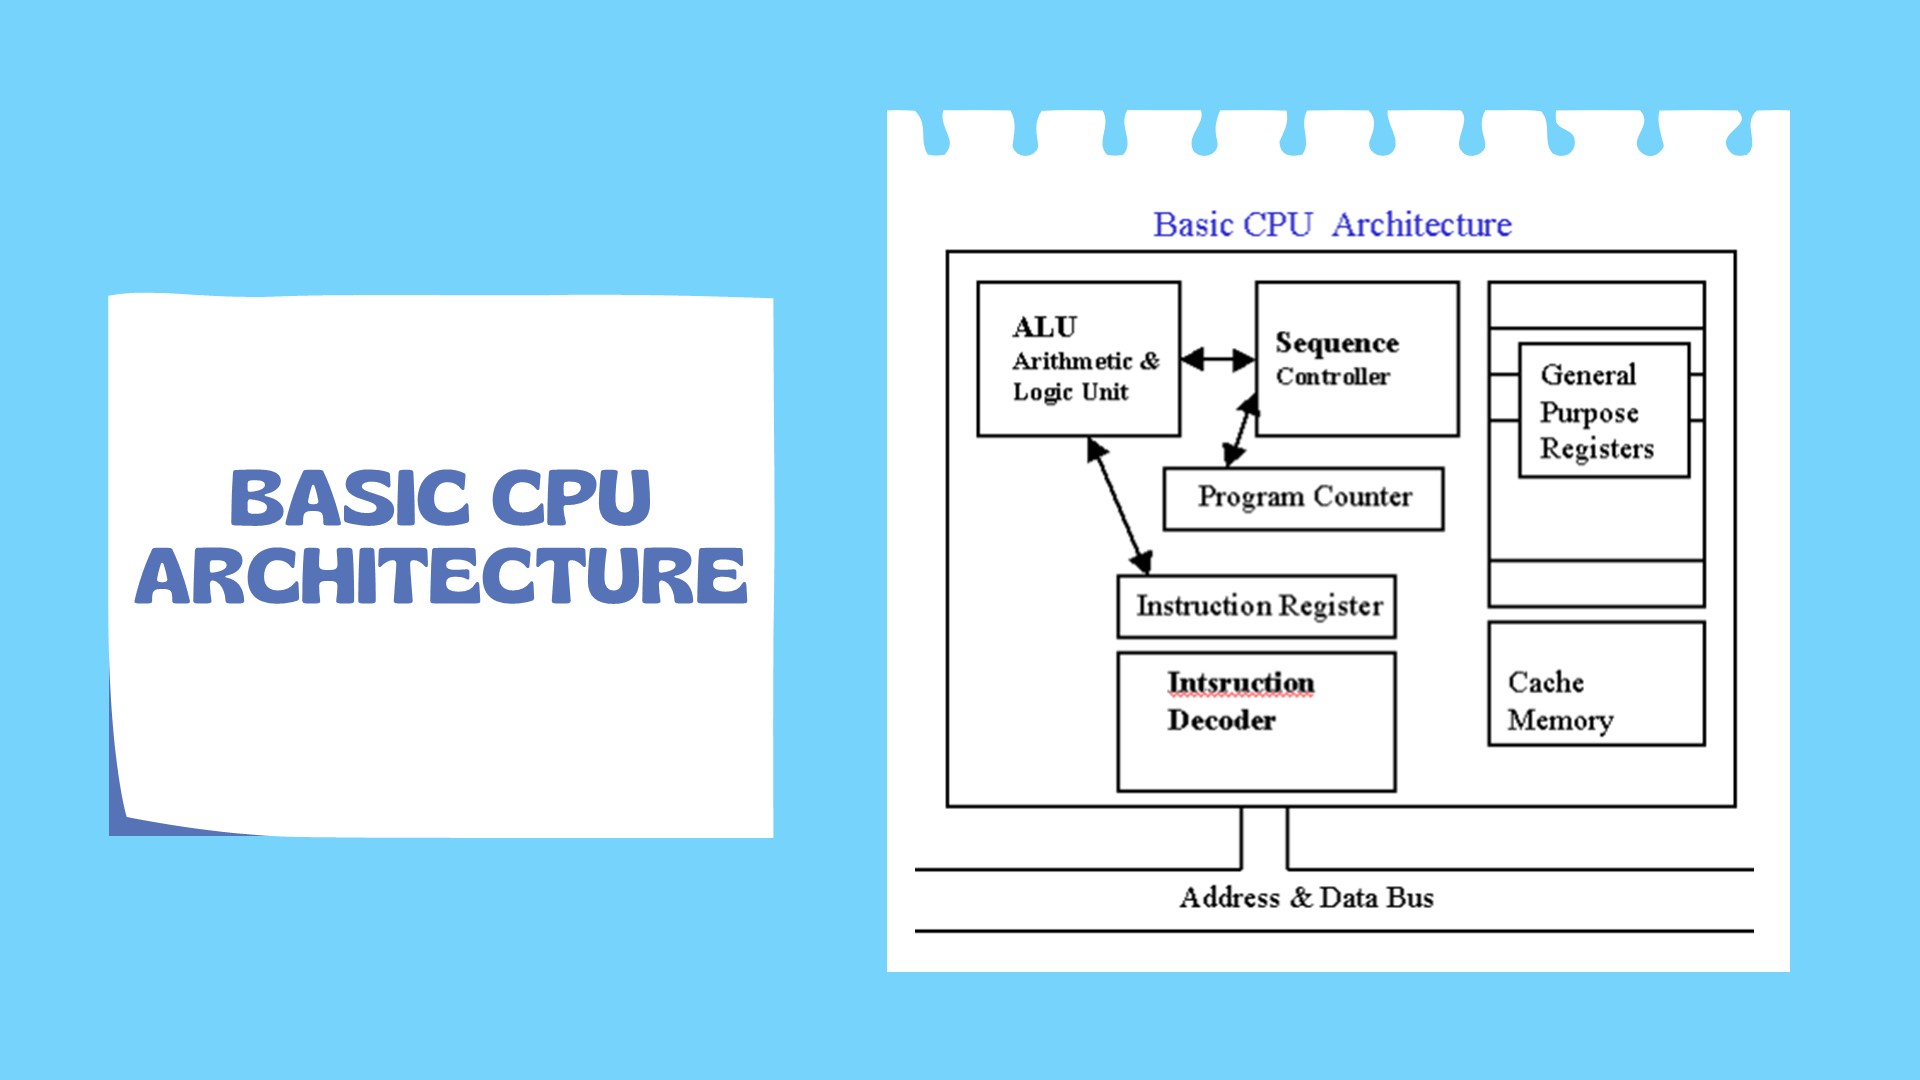 BASIC CPU
ARCHITECTURE
Basic CPU Architecture
ALU
Arithmetic &
Logic Unit
Sequence
Controller
General
Purpose
Registers
Program Counter
Instruction Register
Intsruction
Decoder
Cache
Memory
Address & Data Bus